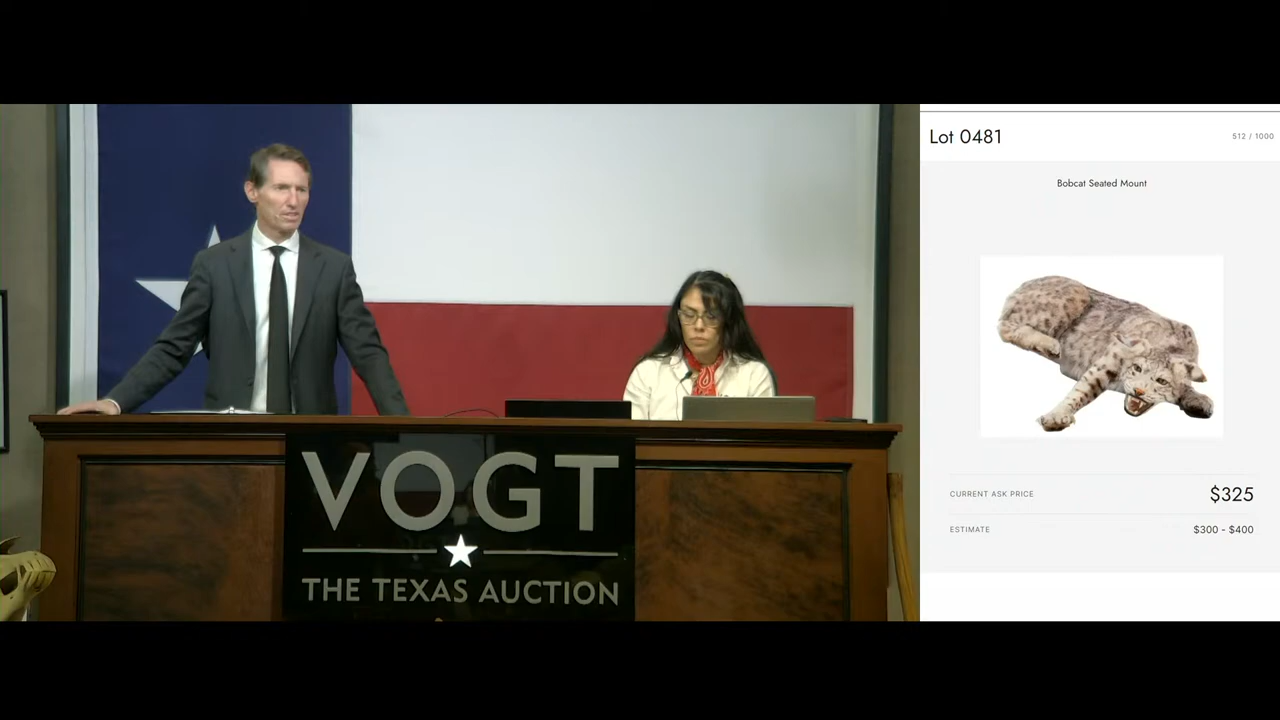 VOGT
THE TEXAS AUCTION
Lot 0481
512 / 1000
Bobcat Seated Mount
CURRENT ASK PRICE
$325
ESTIMATE
$300 - $400